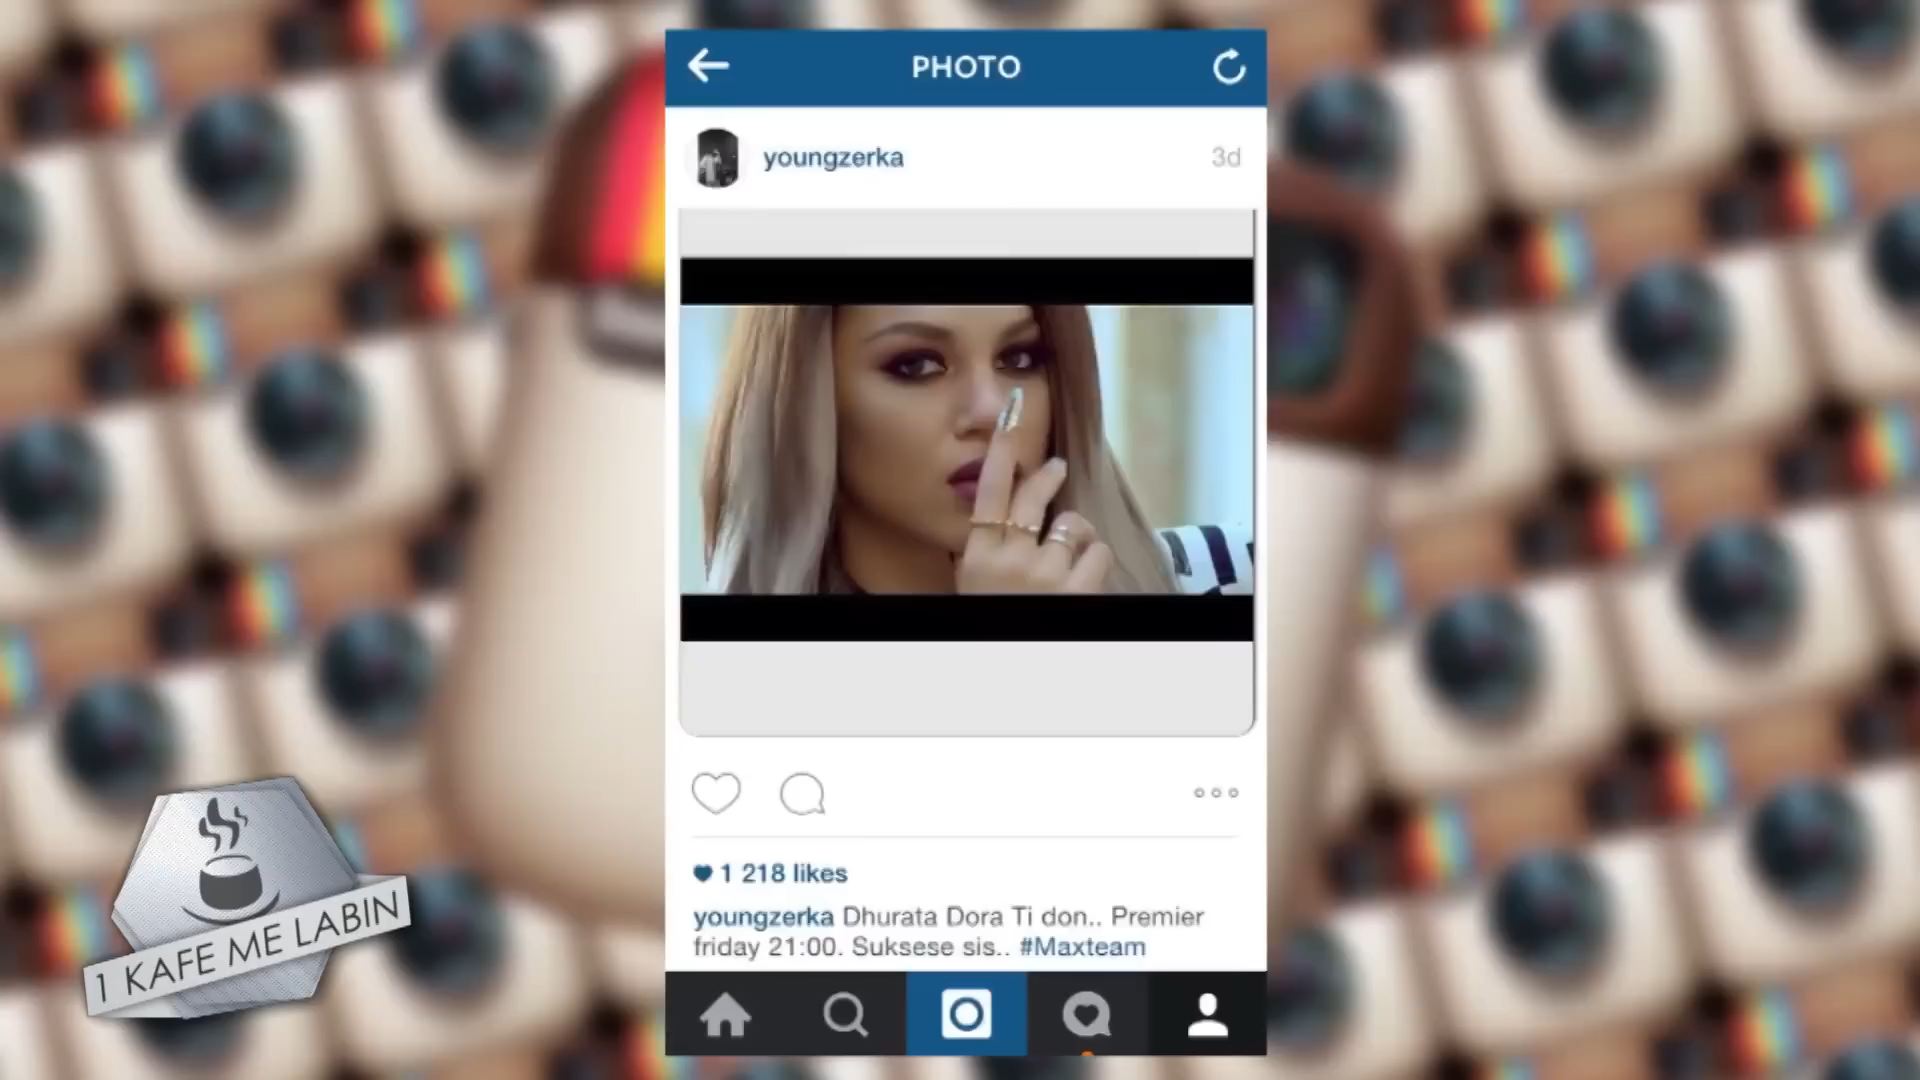 PHOTO
youngzerka
3d
1 218 likes
youngzerka Dhurata Dora Ti don.. Premier
friday 21:00. Suksese sis.. #Maxteam
1 KAFE ME LABIN